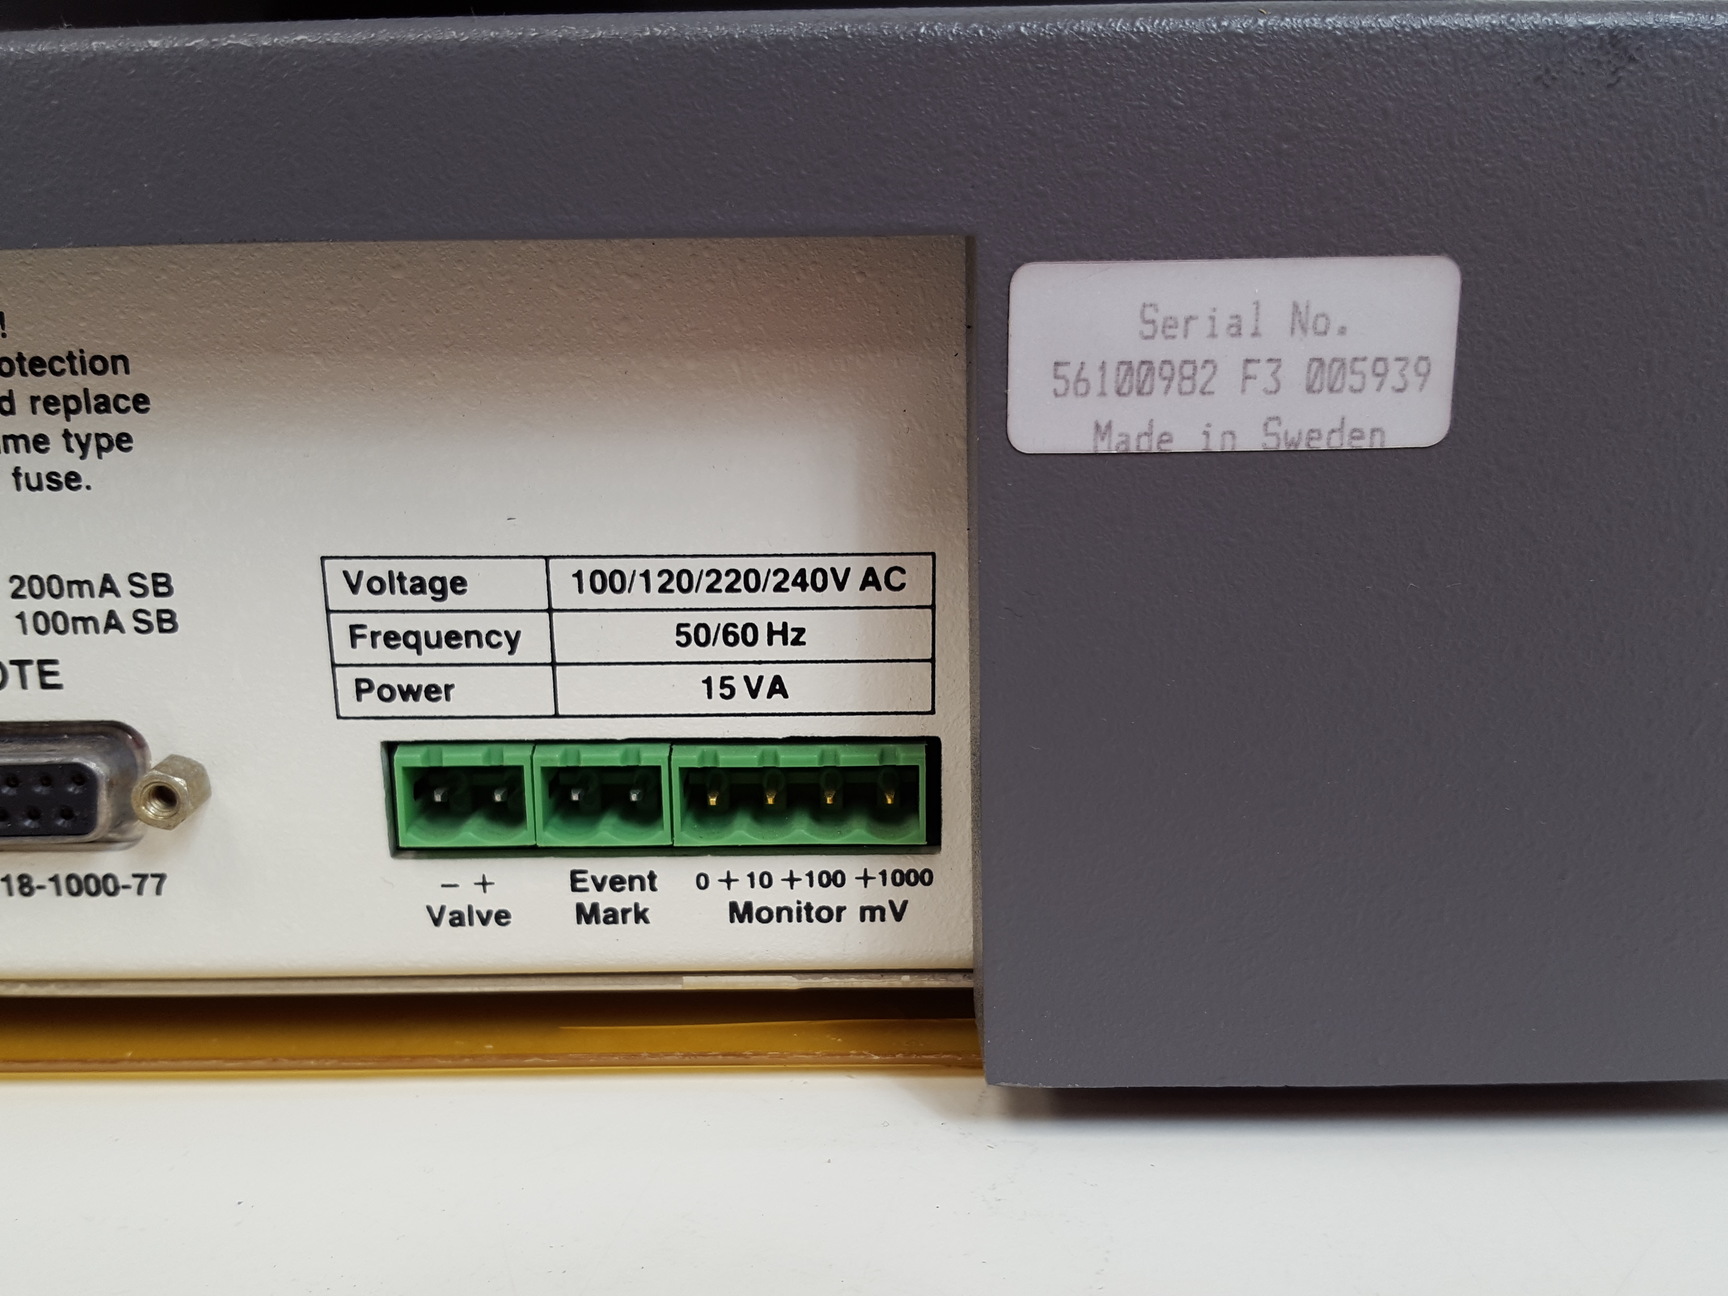 !
otection
d replace
me type
fuse.
200mA SB
100mA SB
OTE
18-1000-77
Voltage 100/120/220/240V AC
Frequency 50/60 Hz
Power 15 VA
– +
Valve
Event
Mark
0 +10 +100 +1000
Monitor mV
Serial No.
56100982 F3 005939
Made in Sweden